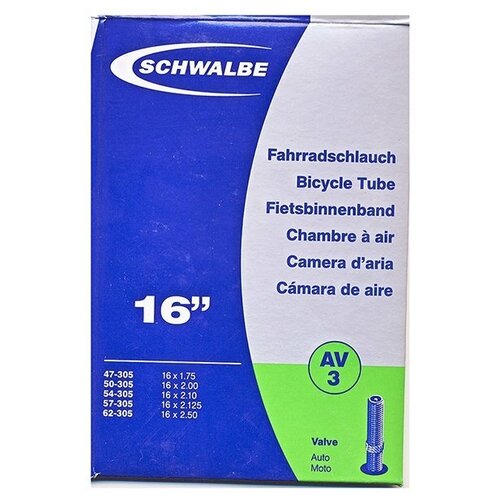 SCHWALBE
Fahrradschlauch
Bicycle Tube
Fietsbinnenband
Chambre à air
Camera d'aria
Cámara de aire
16”
47-305 16 x 1.75
50-305 16 x 2.00
54-305 16 x 2.10
57-305 16 x 2.125
62-305 16 x 2.50
AV
3
Valve
Auto
Moto